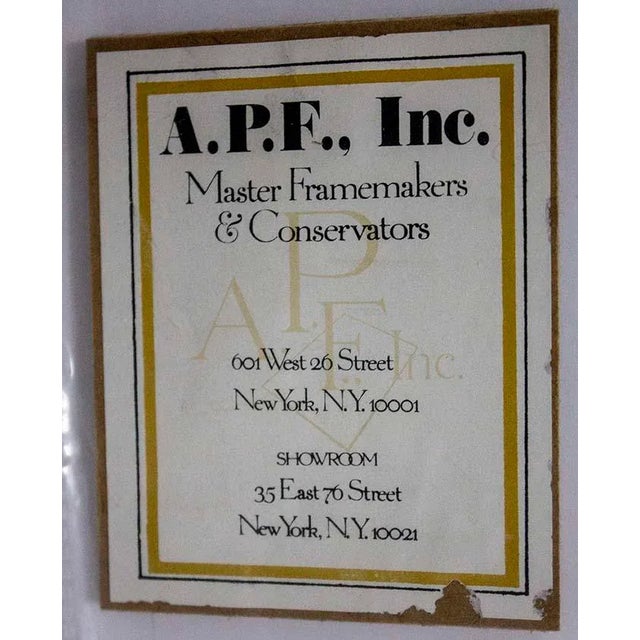 A.P.F., Inc.
Master Framemakers
& Conservators
A.P.F., Inc.
601 West 26 Street
New York, N.Y. 10001
SHOWROOM
35 East 76 Street
New York, N.Y. 10021